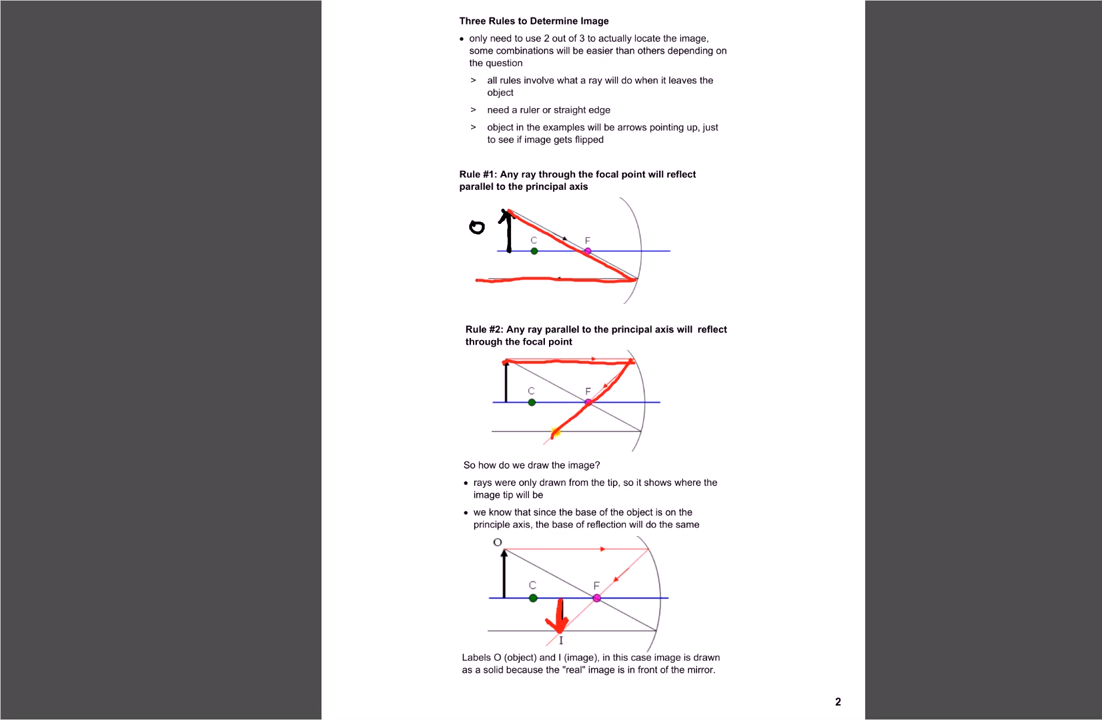 Three Rules to Determine Image
• only need to use 2 out of 3 to actually locate the image,
some combinations will be easier than others depending on
the question
> all rules involve what a ray will do when it leaves the
object
> need a ruler or straight edge
> object in the examples will be arrows pointing up, just
to see if image gets flipped
Rule #1: Any ray through the focal point will reflect
parallel to the principal axis
O
C F
Rule #2: Any ray parallel to the principal axis will reflect
through the focal point
C F
So how do we draw the image?
• rays were only drawn from the tip, so it shows where the
image tip will be
• we know that since the base of the object is on the
principle axis, the base of reflection will do the same
O
C F
I
Labels O (object) and I (image), in this case image is drawn
as a solid because the "real" image is in front of the mirror.
2